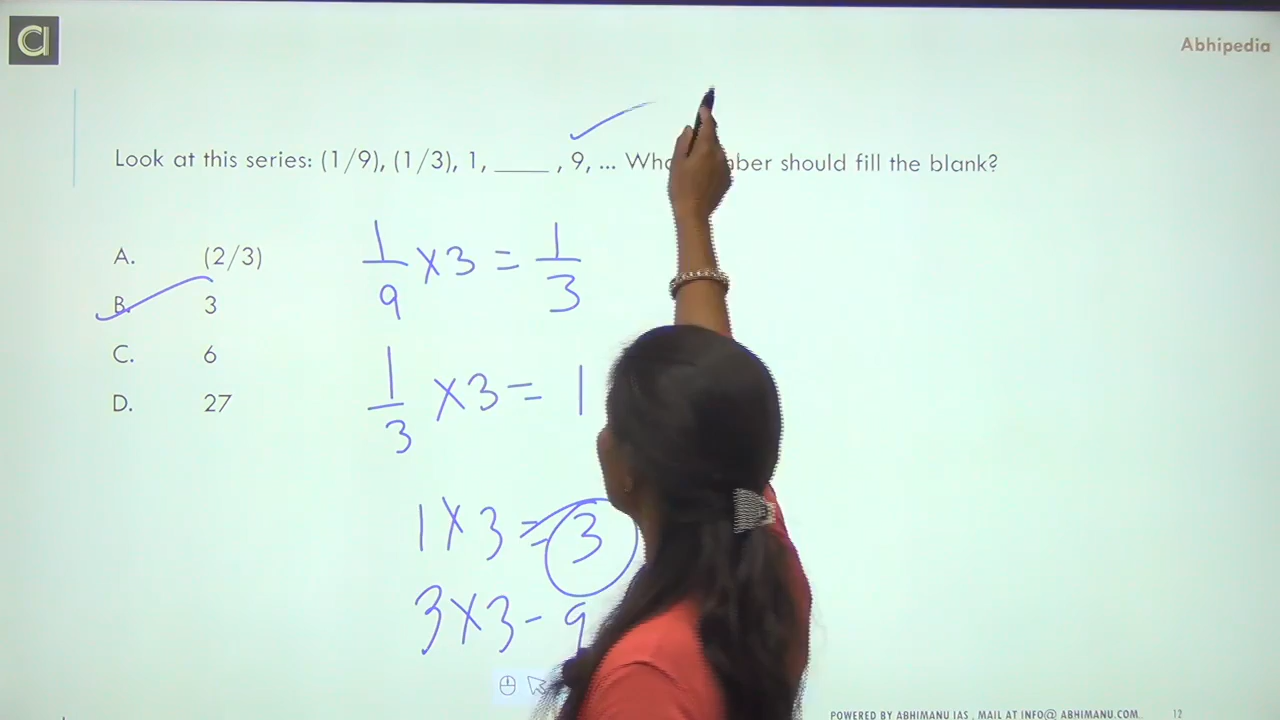 Abhipedia
Look at this series: (1/9), (1/3), 1, ____ , 9, ... should fill the blank?
A. (2/3)
B. 3
C. 6
D. 27
1/9 × 3 = 1/3
1/3 × 3 = 1
1 × 3 = 3
3 × 3 - 9
POWERED BY ABHIMANU IAS , MAIL AT INFO@ ABHIMANU.COM 12